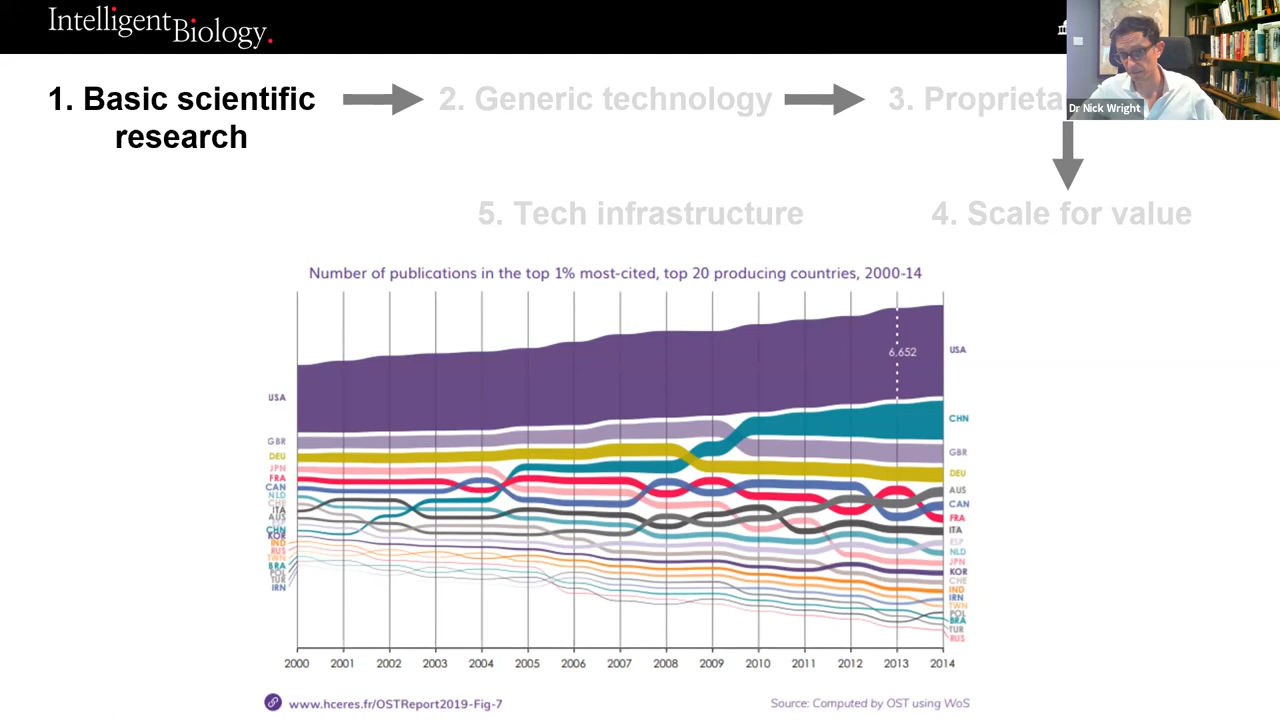 Intelligent Biology.
Dr Nick Wright
1. Basic scientific
research
2. Generic technology
3. Proprieta
5. Tech infrastructure
4. Scale for value
Number of publications in the top 1% most-cited, top 20 producing countries, 2000-14
6,652
USA
GBR
DEU
JPN
FRA
CAN
NLD
CHE
ITA
AUS
CHN
KOR
IND
RUS
TWN
BRA
POL
TUR
IRN
USA
CHN
GBR
DEU
AUS
CAN
FRA
ITA
ESP
NLD
JPN
KOR
CHE
IND
IRN
TWN
POL
BRA
TUR
RUS
2000 2001 2002 2003 2004 2005 2006 2007 2008 2009 2010 2011 2012 2013 2014
www.hceres.fr/OSTReport2019-Fig-7
Source: Computed by OST using WoS